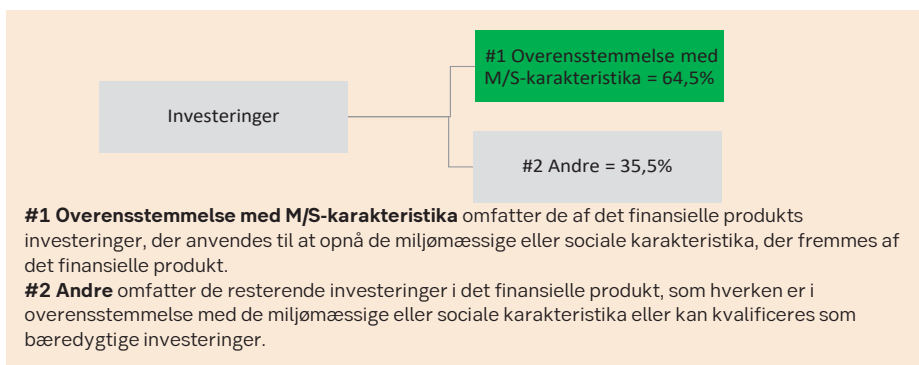 #1 Overensstemmelse med
M/S-karakteristika = 64,5%
Investeringer
#2 Andre = 35,5%
#1 Overensstemmelse med M/S-karakteristika omfatter de af det finansielle produkts
investeringer, der anvendes til at opnå de miljømæssige eller sociale karakteristika, der fremmes af
det finansielle produkt.
#2 Andre omfatter de resterende investeringer i det finansielle produkt, som hverken er i
overensstemmelse med de miljømæssige eller sociale karakteristika eller kan kvalificeres som
bæredygtige investeringer.